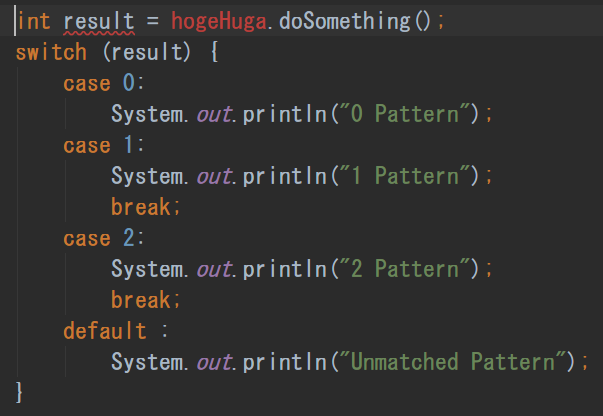 int result = hogeHuga.doSomething();
switch (result) {
case 0:
System.out.println("0 Pattern");
case 1:
System.out.println("1 Pattern");
break;
case 2:
System.out.println("2 Pattern");
break;
default :
System.out.println("Unmatched Pattern");
}